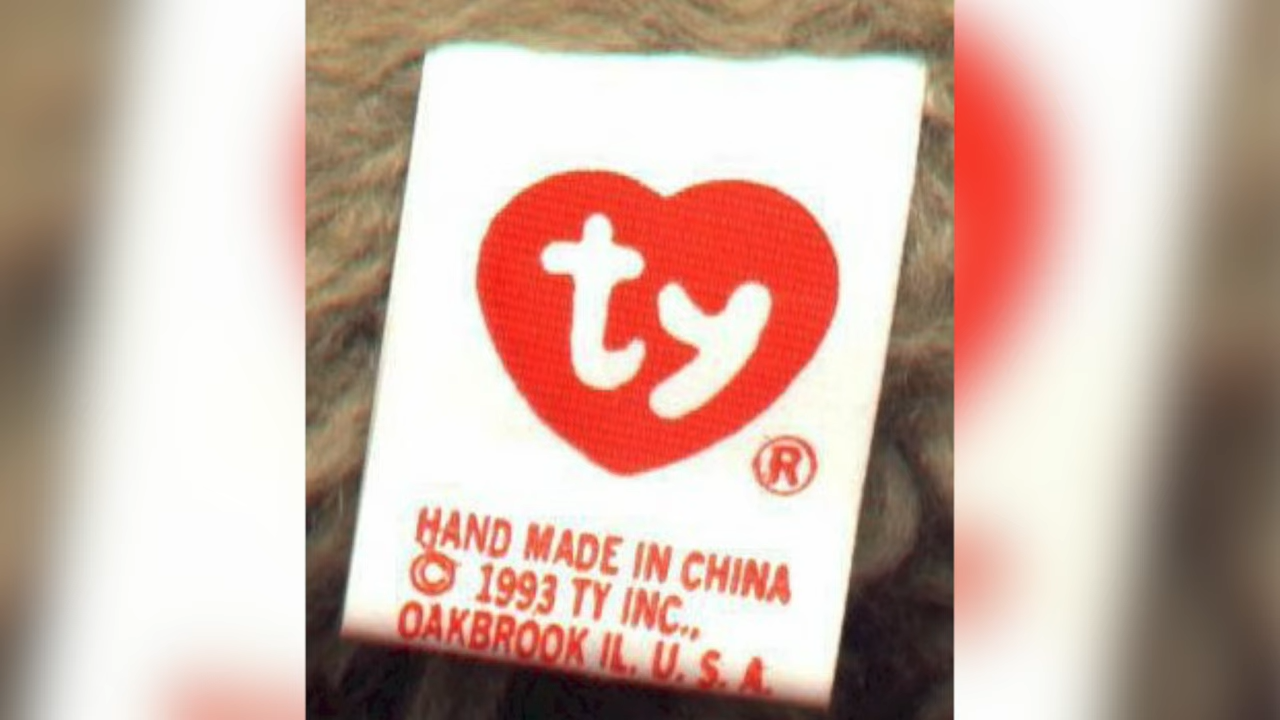 ty
®
HAND MADE IN CHINA
© 1993 TY INC.,
OAKBROOK IL. U. S. A.